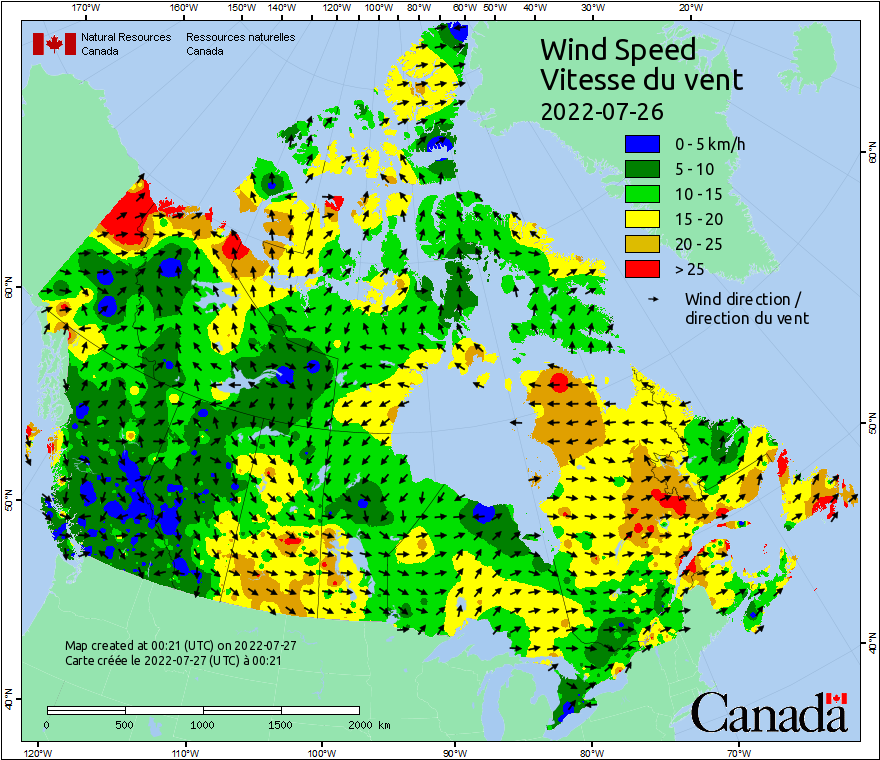 170°W 160°W 150°W 140°W 120°W 100°W 80°W 60°W 50°W 40°W 30°W 20°W
Natural Resources Ressources naturelles
Canada Canada
Wind Speed
Vitesse du vent
2022-07-26
0 - 5 km/h
5 - 10
10 - 15
15 - 20
20 - 25
> 25
Wind direction /
direction du vent
60°N
60°N
50°N
50°N
40°N
40°N
Map created at 00:21 (UTC) on 2022-07-27
Carte créée le 2022-07-27 (UTC) à 00:21
0 500 1000 1500 2000 km
Canada
120°W 110°W 100°W 90°W 80°W 70°W